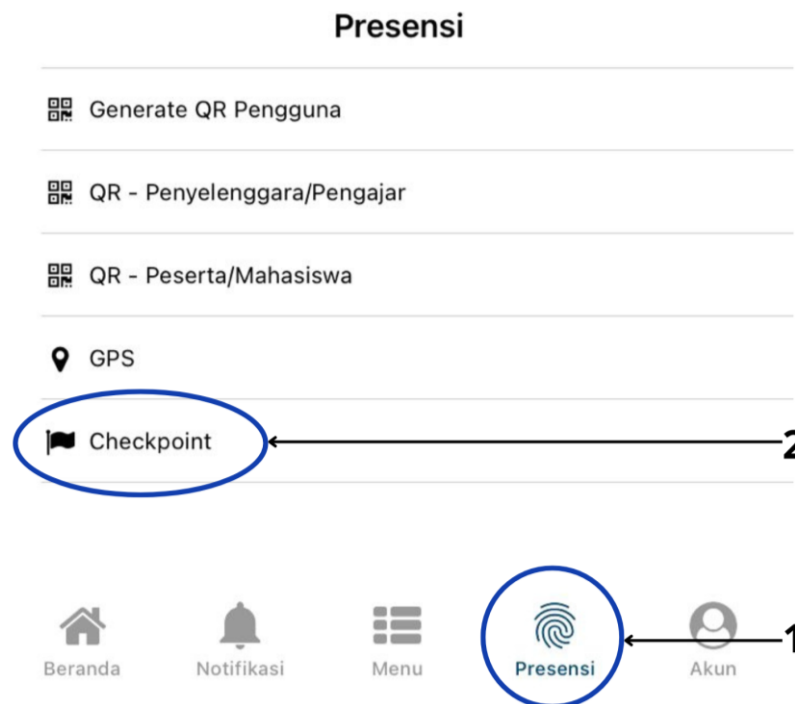 Presensi
Generate QR Pengguna
QR - Penyelenggara/Pengajar
QR - Peserta/Mahasiswa
GPS
Checkpoint
2
Beranda Notifikasi Menu Presensi Akun
1